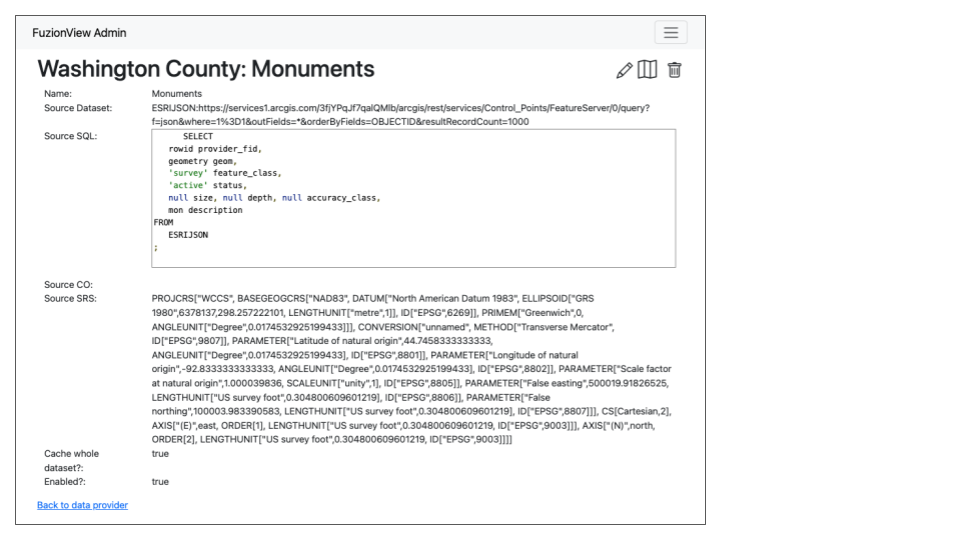 FuzionView Admin
Washington County: Monuments
Name: Monuments
Source Dataset: ESRIJSON:https://services1.arcgis.com/3fjYPqJf7qalQMlb/arcgis/rest/services/Control_Points/FeatureServer/0/query?
f=json&where=1%3D1&outFields=*&orderByFields=OBJECTID&resultRecordCount=1000
Source SQL:
SELECT
rowid provider_fid,
geometry geom,
'survey' feature_class,
'active' status,
null size, null depth, null accuracy_class,
mon description
FROM
ESRIJSON
;
Source CO:
Source SRS: PROJCRS["WCCS", BASEGEOGCRS["NAD83", DATUM["North American Datum 1983", ELLIPSOID["GRS
1980",6378137,298.257222101, LENGTHUNIT["metre",1]], ID["EPSG",6269]], PRIMEM["Greenwich",0,
ANGLEUNIT["Degree",0.0174532925199433]]], CONVERSION["unnamed", METHOD["Transverse Mercator",
ID["EPSG",9807]], PARAMETER["Latitude of natural origin",44.7458333333333,
ANGLEUNIT["Degree",0.0174532925199433], ID["EPSG",8801]], PARAMETER["Longitude of natural
origin",-92.8333333333333, ANGLEUNIT["Degree",0.0174532925199433], ID["EPSG",8802]], PARAMETER["Scale factor
at natural origin",1.000039836, SCALEUNIT["unity",1], ID["EPSG",8805]], PARAMETER["False easting",500019.91826525,
LENGTHUNIT["US survey foot",0.304800609601219], ID["EPSG",8806]], PARAMETER["False
northing",100003.983390583, LENGTHUNIT["US survey foot",0.304800609601219], ID["EPSG",8807]]], CS[Cartesian,2],
AXIS["(E)",east, ORDER[1], LENGTHUNIT["US survey foot",0.304800609601219, ID["EPSG",9003]]], AXIS["(N)",north,
ORDER[2], LENGTHUNIT["US survey foot",0.304800609601219, ID["EPSG",9003]]]]
Cache whole true
dataset?:
Enabled?: true
Back to data provider